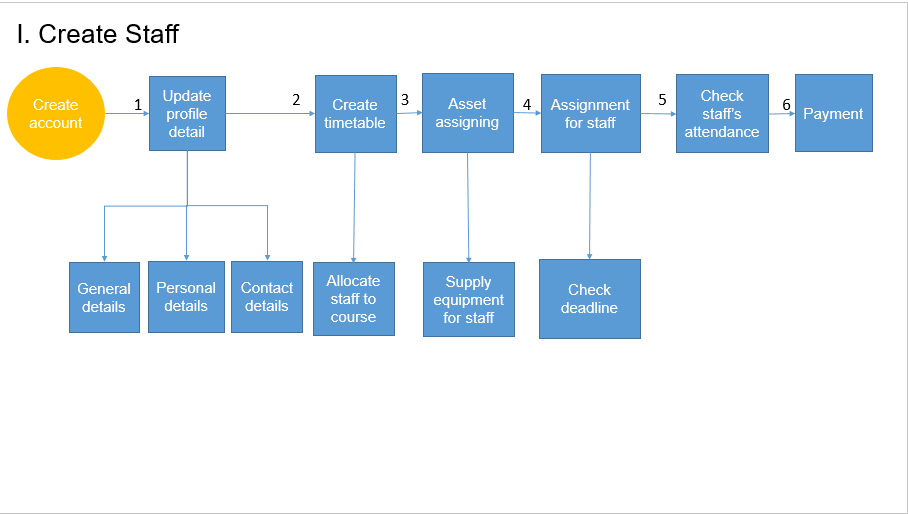 I. Create Staff
Create
account
1
Update
profile
detail
2
Create
timetable
3
Asset
assigning
4
Assignment
for staff
5
Check
staff's
attendance
6
Payment
General
details
Personal
details
Contact
details
Allocate
staff to
course
Supply
equipment
for staff
Check
deadline